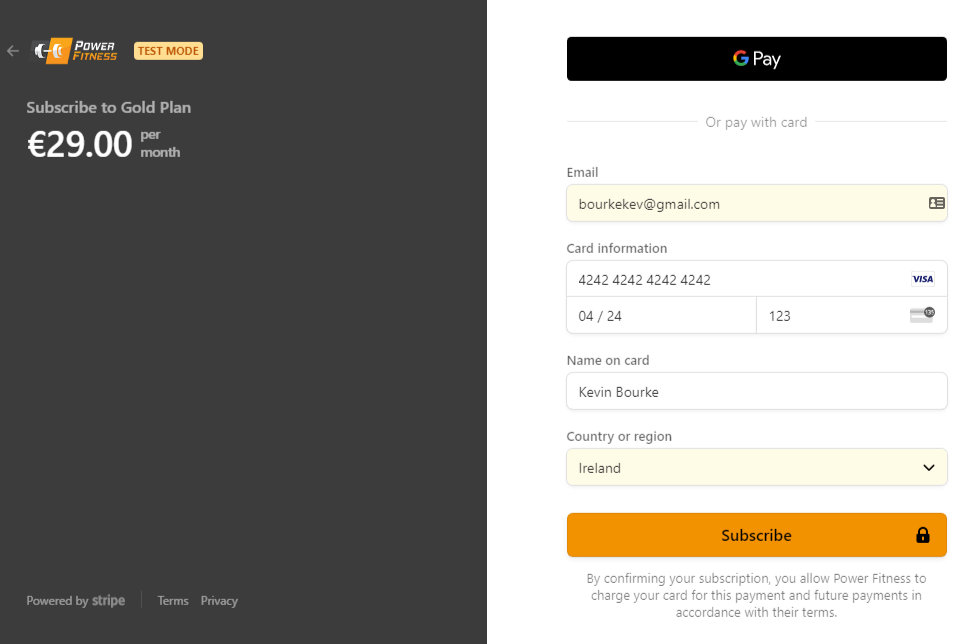 POWER
FITNESS
TEST MODE
Subscribe to Gold Plan
€29.00 per
month
Powered by stripe
Terms Privacy
G Pay
Or pay with card
Email
bourkekev@gmail.com
Card information
4242 4242 4242 4242 VISA
04 / 24 123 135
Name on card
Kevin Bourke
Country or region
Ireland
Subscribe
By confirming your subscription, you allow Power Fitness to
charge your card for this payment and future payments in
accordance with their terms.